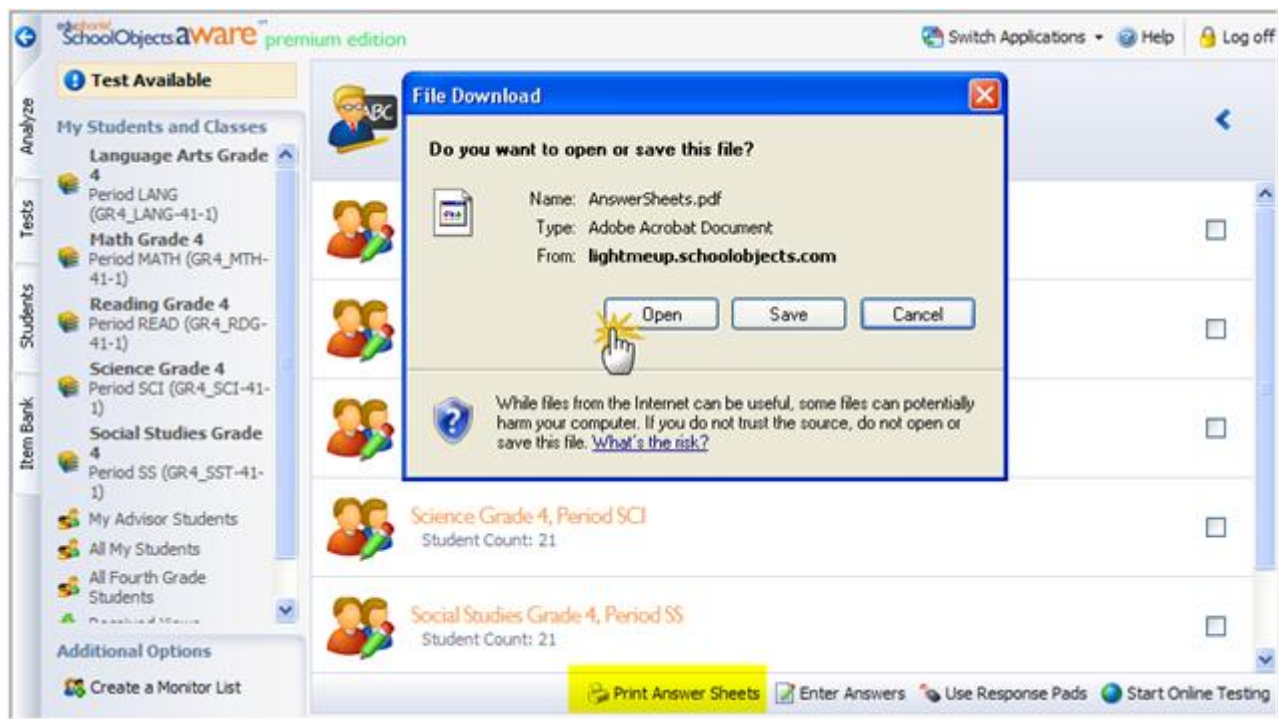 eduphoria!
SchoolObjects aware™ premium edition
Switch Applications
Help
Log off
Analyze
Tests
Students
Item Bank
Test Available
My Students and Classes
Language Arts Grade
4
Period LANG
(GR4_LANG-41-1)
Math Grade 4
Period MATH (GR4_MTH-
41-1)
Reading Grade 4
Period READ (GR4_RDG-
41-1)
Science Grade 4
Period SCI (GR4_SCI-41-
1)
Social Studies Grade
4
Period SS (GR4_SST-41-
1)
My Advisor Students
All My Students
All Fourth Grade
Students
Additional Options
Create a Monitor List
ABC
File Download
Do you want to open or save this file?
Name: AnswerSheets.pdf
Type: Adobe Acrobat Document
From: lightmeup.schoolobjects.com
Open
Save
Cancel
While files from the Internet can be useful, some files can potentially
harm your computer. If you do not trust the source, do not open or
save this file. What's the risk?
Science Grade 4, Period SCI
Student Count: 21
Social Studies Grade 4, Period SS
Student Count: 21
Print Answer Sheets
Enter Answers
Use Response Pads
Start Online Testing